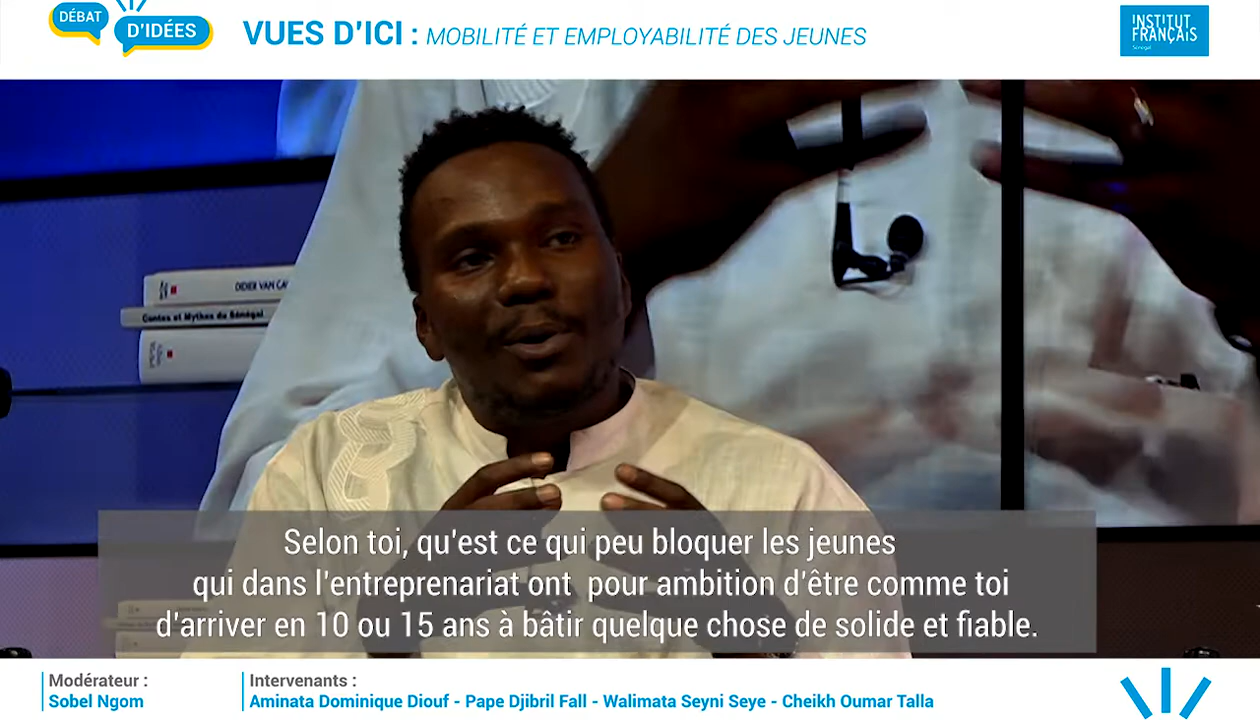 DÉBAT
D'IDÉES
VUES D'ICI : MOBILITÉ ET EMPLOYABILITÉ DES JEUNES
INSTITUT
FRANÇAIS
Sénégal
DIDIER VAN CAU
Contes et Mythes du Sénégal
Selon toi, qu'est ce qui peu bloquer les jeunes
qui dans l'entreprenariat ont pour ambition d'être comme toi
d'arriver en 10 ou 15 ans à bâtir quelque chose de solide et fiable.
Modérateur :
Sobel Ngom
Intervenants :
Aminata Dominique Diouf - Pape Djibril Fall - Walimata Seyni Seye - Cheikh Oumar Talla